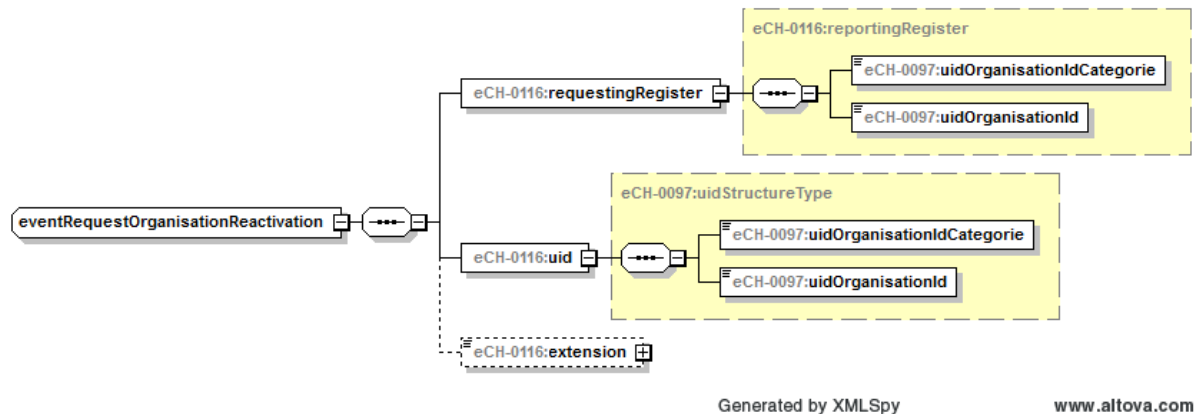 eCH-0116:reportingRegister
eCH-0097:uidOrganisationIdCategorie
eCH-0116:requestingRegister
eCH-0097:uidOrganisationId
eCH-0097:uidStructureType
eventRequestOrganisationReactivation
eCH-0097:uidOrganisationIdCategorie
eCH-0116:uid
eCH-0097:uidOrganisationId
eCH-0116:extension
Generated by XMLSpy www.altova.com